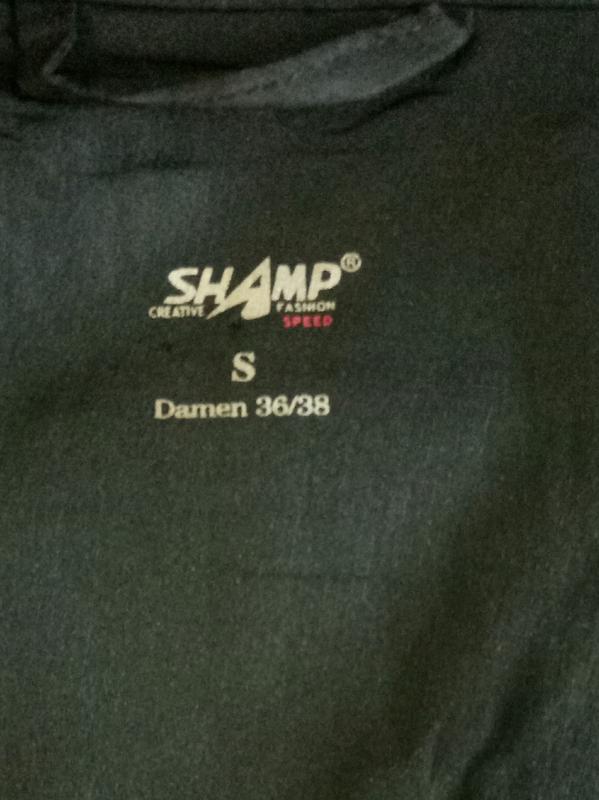 SHAMP®
CREATIVE FASHION
SPEED
S
Damen 36/38